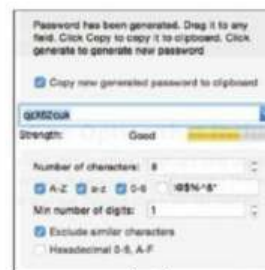 Password has been generated. Drag it to any
field. Click Copy to copy it to clipboard. Click
generate to generate new password
Copy new generated password to clipboard
Strength: Good
Number of characters: 8
A-Z a-z 0-9
Min number of digits: 1
Exclude similar characters
Hexadecimal 0-9, A-F